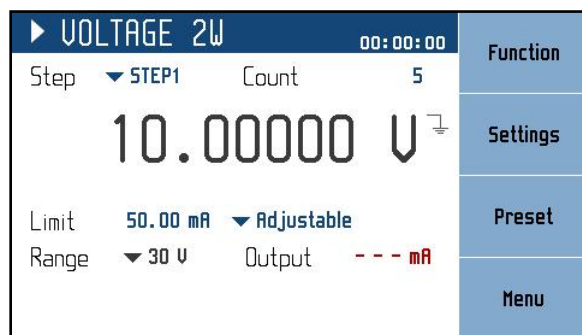 VOLTAGE 2W 00:00:00
Step STEP1 Count 5
10.00000 V
Limit 50.00 mA Adjustable
Range 30 V Output - - - mA
Function
Settings
Preset
Menu